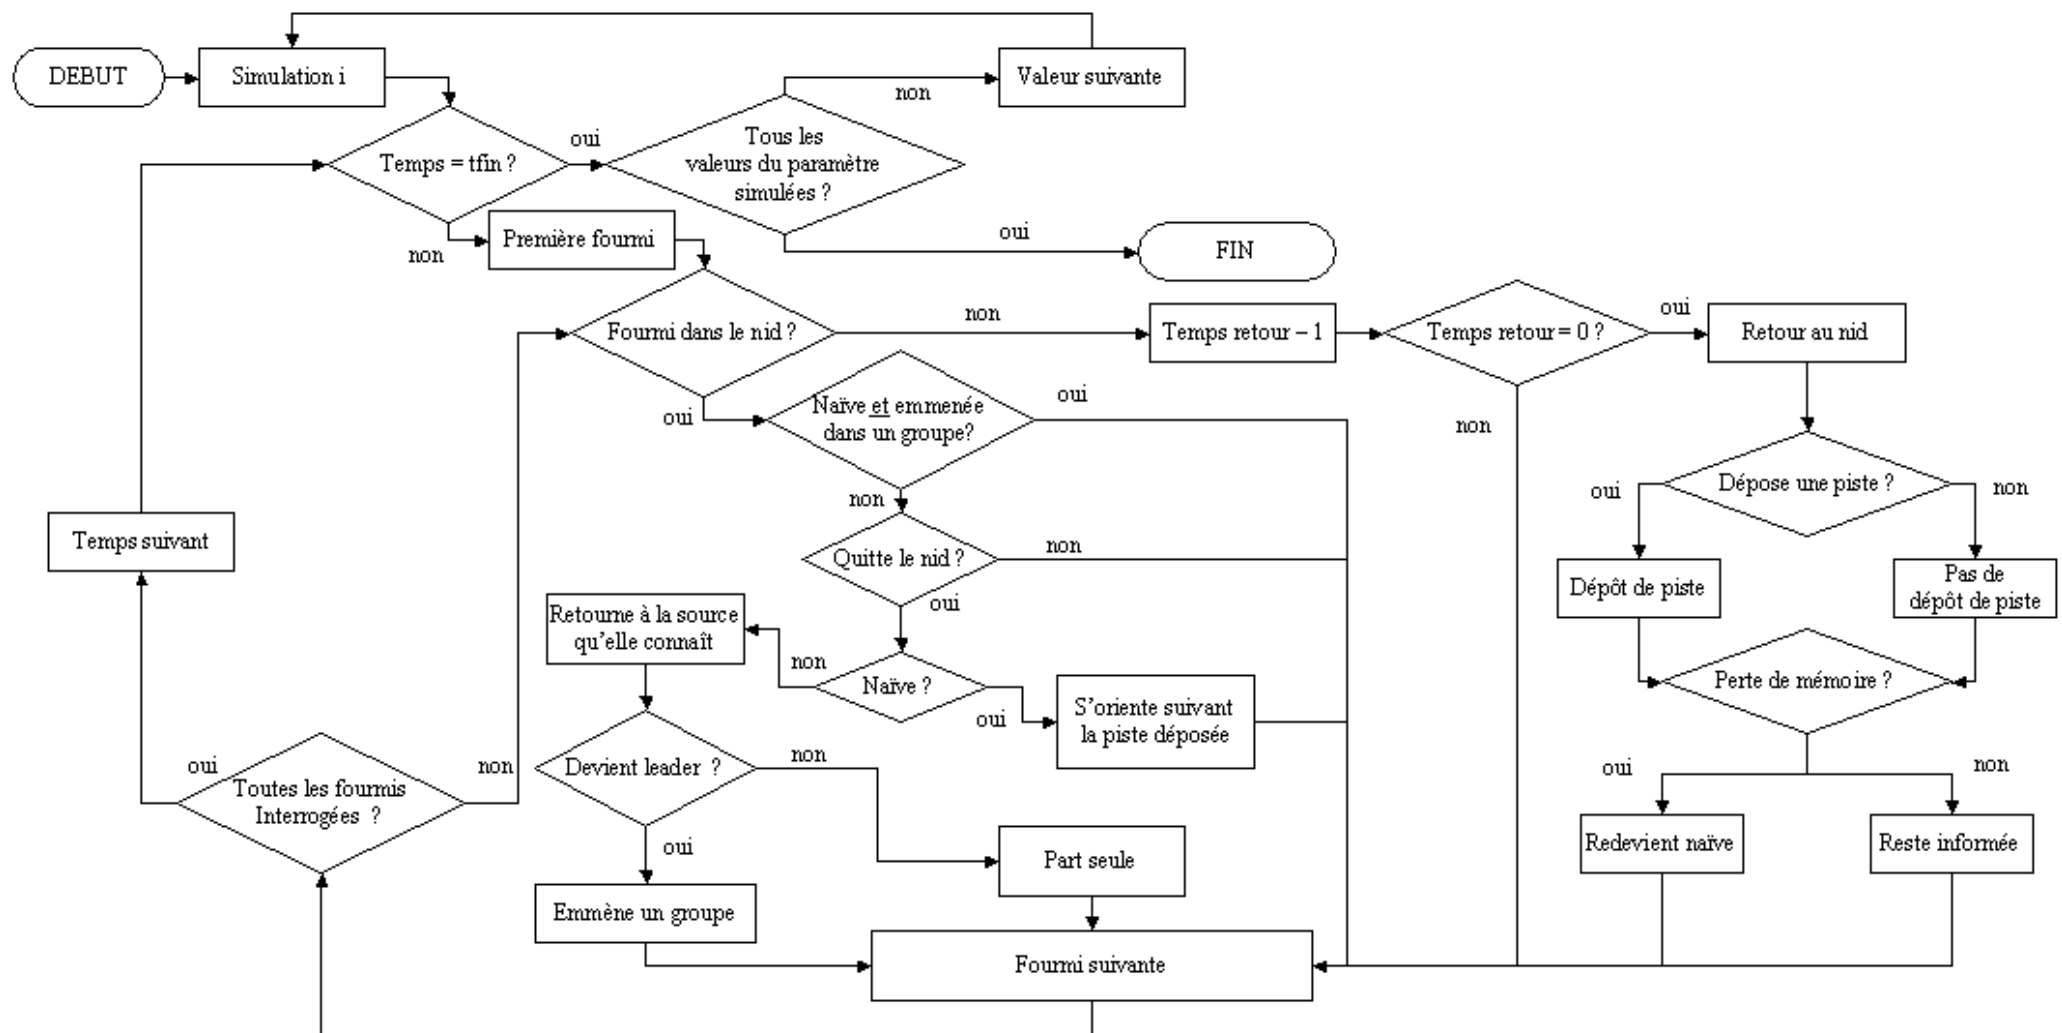 DEBUT
Simulation i
Valeur suivante
non
Temps = tfin ?
oui
Tous les
valeurs du paramètre
simulées ?
non
Première fourmi
oui
FIN
Fourmi dans le nid ?
non
Temps retour – 1
Temps retour = 0 ?
oui
Retour au nid
oui
Naïve et emmenée
dans un groupe?
oui
non
non
Dépose une piste ?
oui
non
Temps suivant
Quitte le nid ?
non
oui
Dépôt de piste
Pas de
dépôt de piste
Retourne à la source
qu'elle connaît
non
Naïve ?
oui
S'oriente suivant
la piste déposée
Perte de mémoire ?
oui
non
Devient leader ?
non
oui
Toutes les fourmis
Interrogées ?
oui
non
Part seule
Redevient naïve
Reste informée
Emmène un groupe
Fourmi suivante